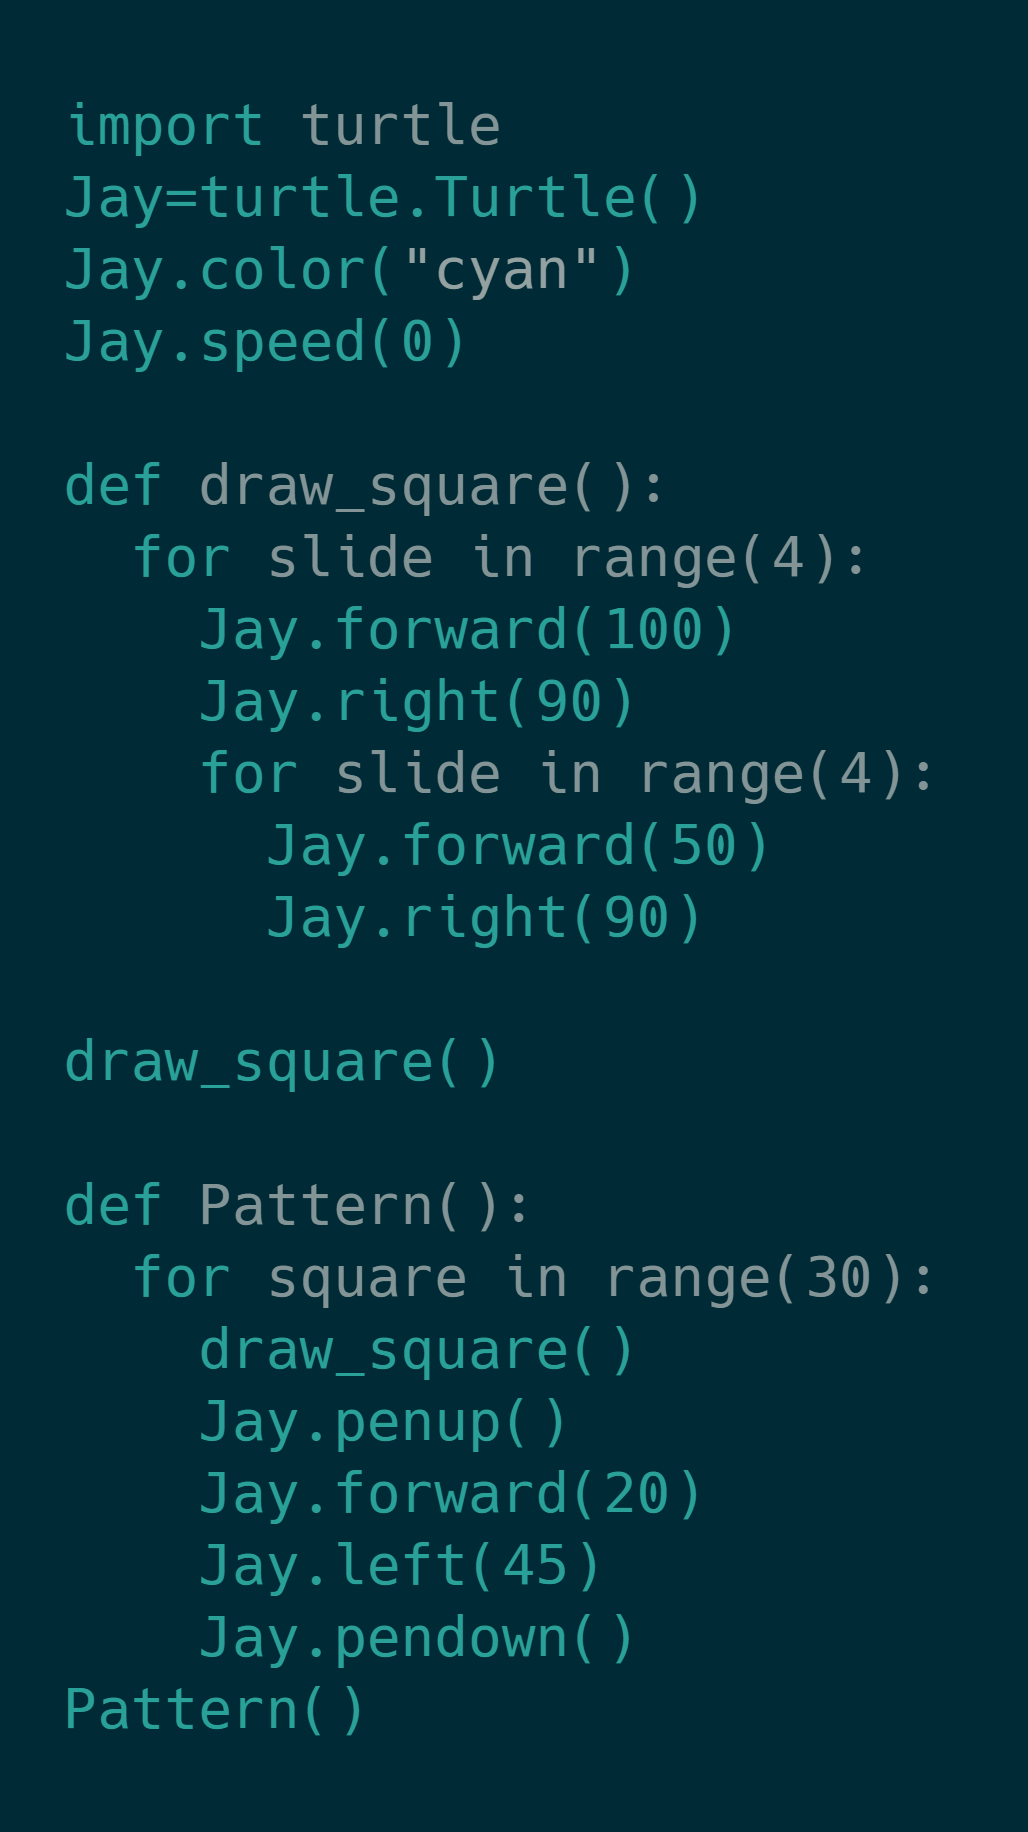 import turtle
Jay=turtle.Turtle()
Jay.color("cyan")
Jay.speed(0)

def draw_square():
  for slide in range(4):
    Jay.forward(100)
    Jay.right(90)
    for slide in range(4):
      Jay.forward(50)
      Jay.right(90)

draw_square()

def Pattern():
  for square in range(30):
    draw_square()
    Jay.penup()
    Jay.forward(20)
    Jay.left(45)
    Jay.pendown()
Pattern()